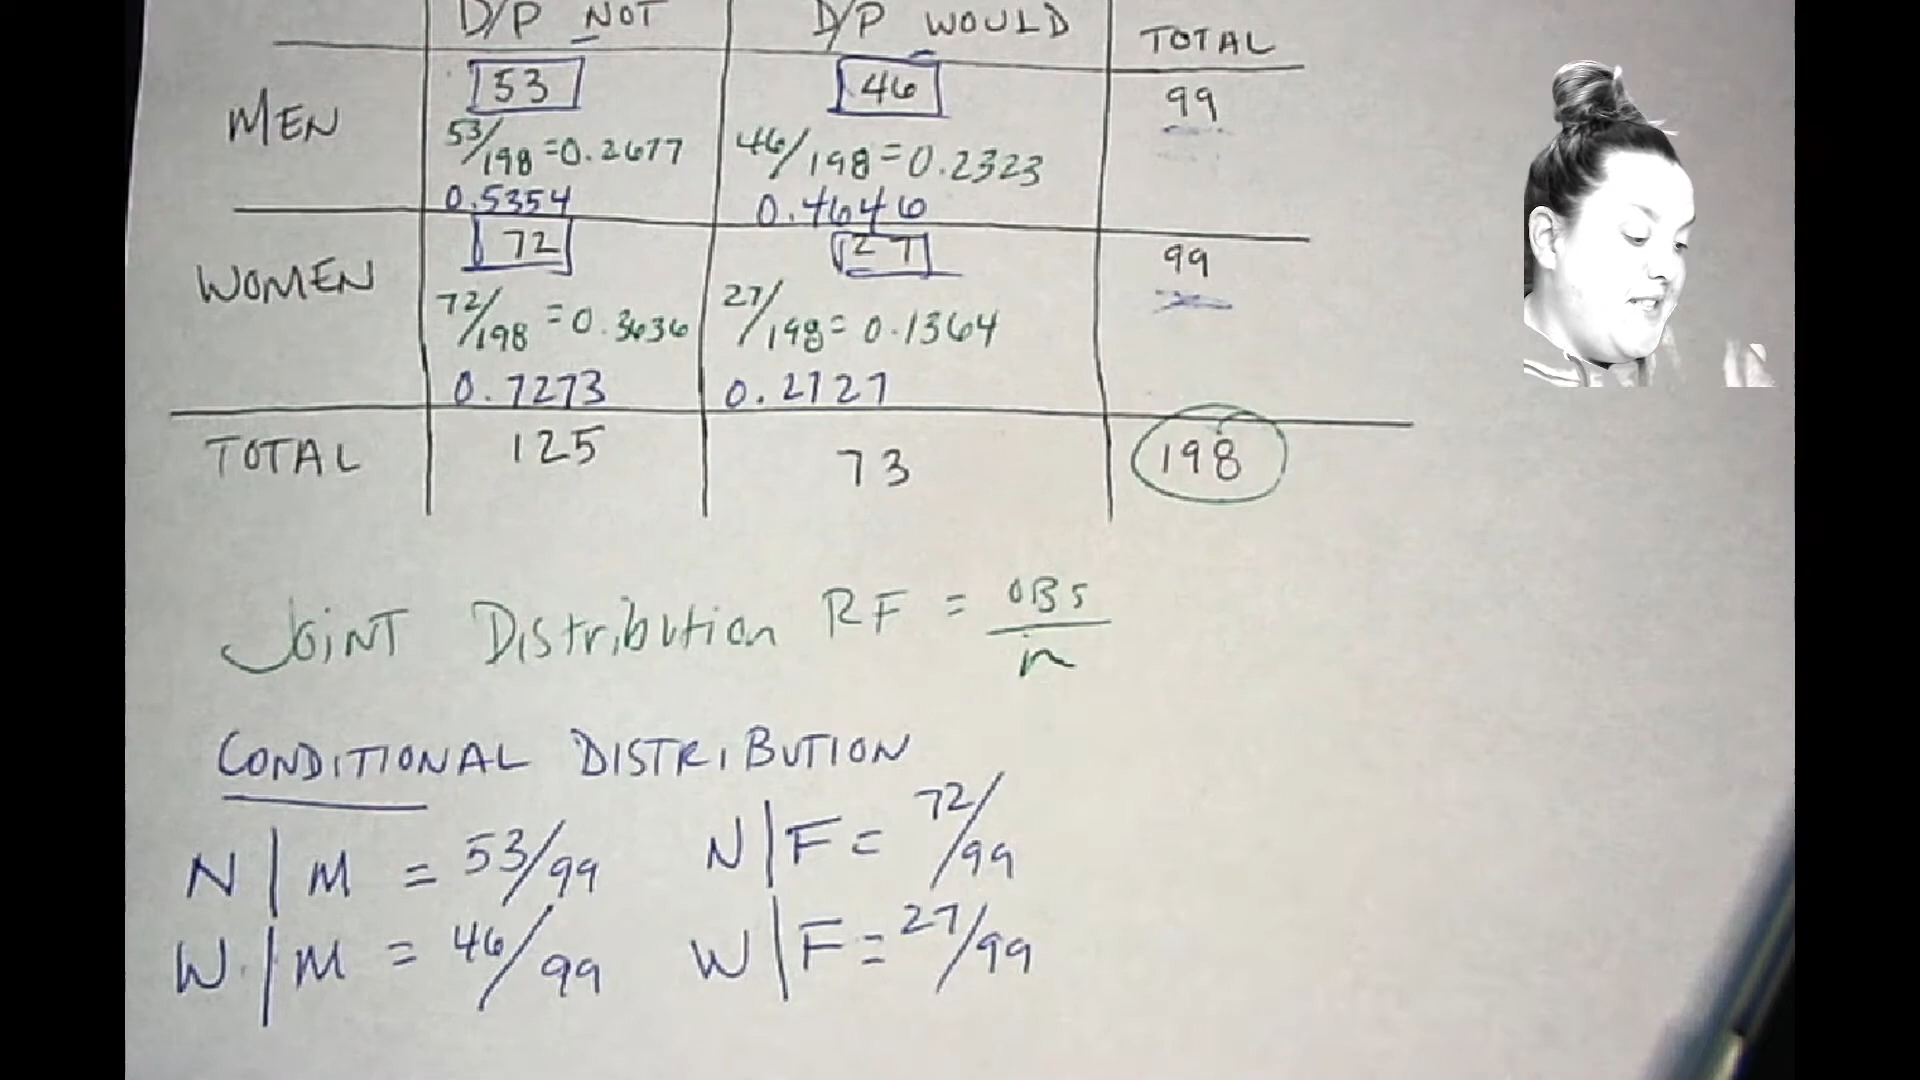 D/P NOT D/P WOULD TOTAL
MEN 53 46 99
53/198 = 0.2677 46/198 = 0.2323
0.5354 0.4646
WOMEN 72 27 99
72/198 = 0.3636 27/198 = 0.1364
0.7273 0.2727
TOTAL 125 73 198
JOINT Distribution RF = OBS/n
CONDITIONAL DISTRIBUTION
N|M = 53/99 N|F = 72/99
W|M = 46/99 W|F = 27/99